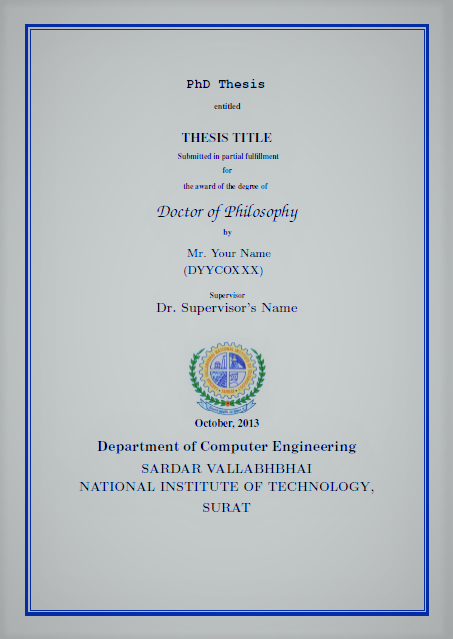 PhD Thesis
entitled
THESIS TITLE
Submitted in partial fulfillment
for
the award of the degree of
Doctor of Philosophy
by
Mr. Your Name
(DYYCOXXX)
Supervisor
Dr. Supervisor's Name
October, 2013
Department of Computer Engineering
SARDAR VALLABHBHAI
NATIONAL INSTITUTE OF TECHNOLOGY,
SURAT